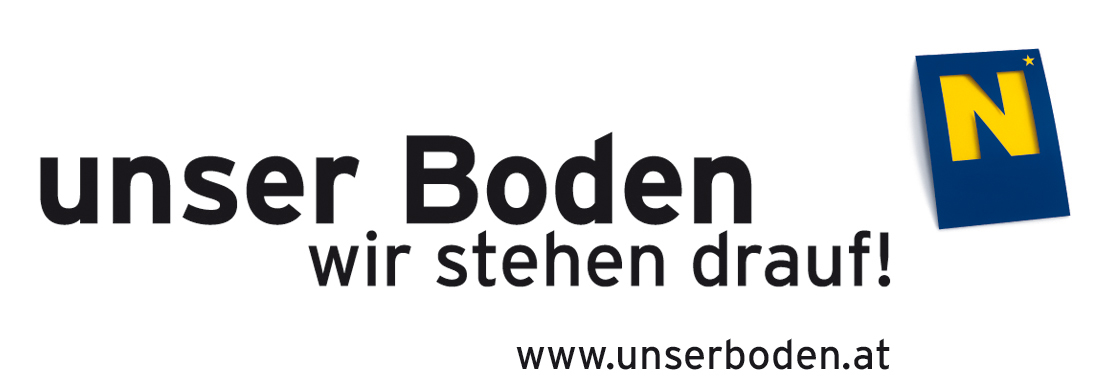 N
unser Boden
wir stehen drauf!
www.unserboden.at